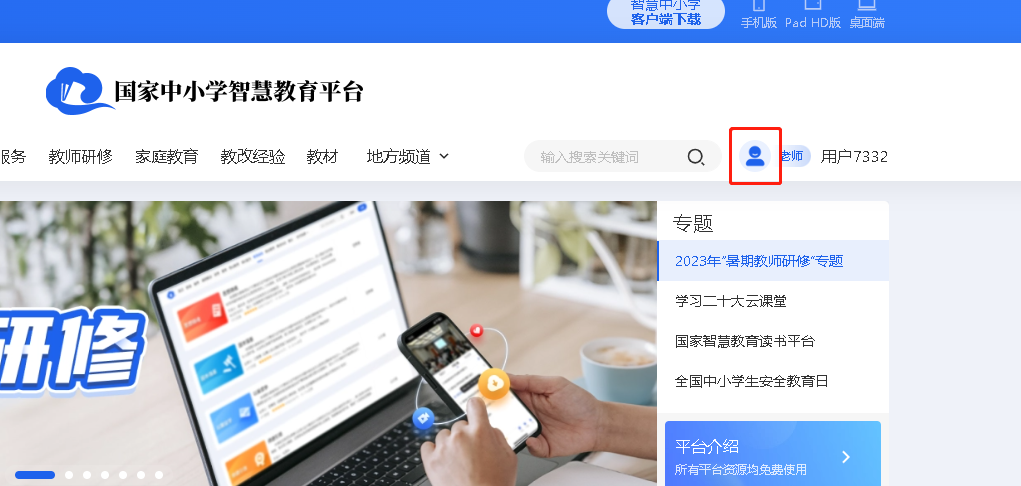 智慧中小学
客户端下载
手机版 Pad HD版 桌面端
国家中小学智慧教育平台
服务 教师研修 家庭教育 教改经验 教材 地方频道
输入搜索关键词
老师 用户7332
专题
2023年"暑期教师研修"专题
学习二十大云课堂
国家智慧教育读书平台
全国中小学生安全教育日
研修
平台介绍
所有平台资源均免费使用